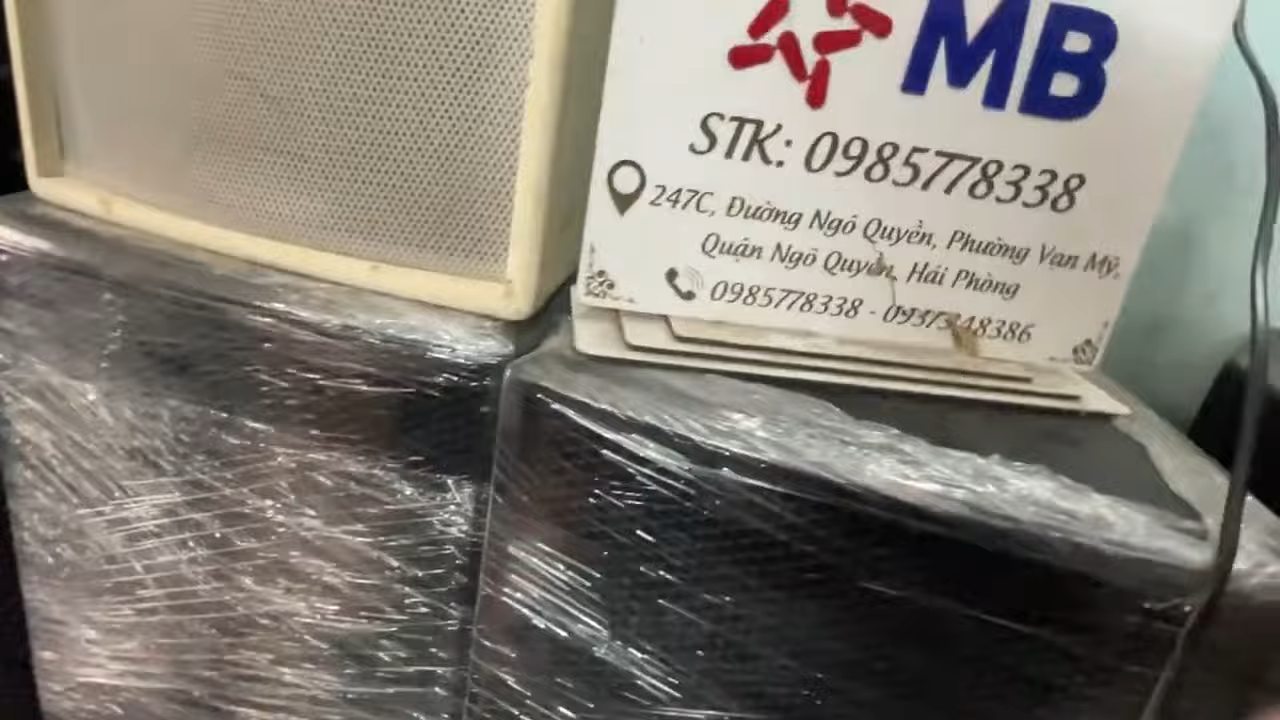 MB
STK: 0985778338
247C, Đường Ngô Quyền, Phường Vạn Mỹ,
Quận Ngô Quyền, Hải Phòng
0985778338 -